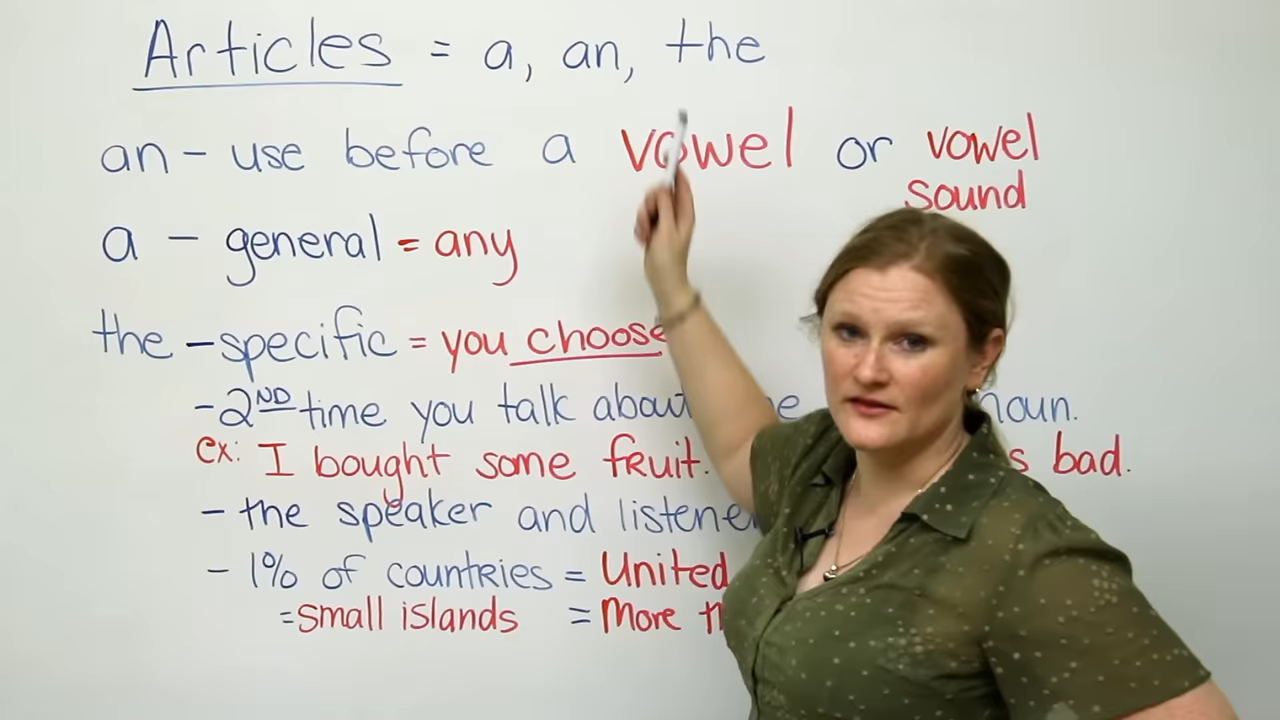 Articles = a, an, the
an - use before a vowel or vowel
sound
a - general = any
the - specific = you choose
- 2ND time you talk about noun.
ex: I bought some fruit. bad.
- the speaker and listener
- 1% of countries = United
= small islands = More